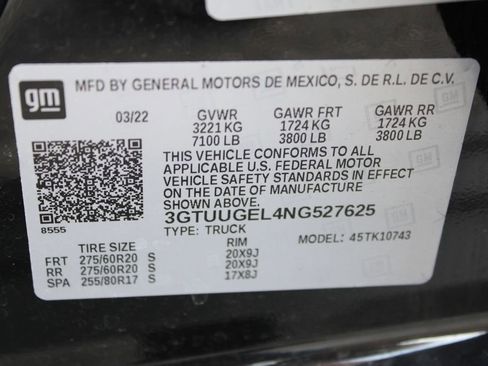 gm
MFD BY GENERAL MOTORS DE MEXICO, S. DE R.L. DE C.V.
03/22 GVWR GAWR FRT GAWR RR
3221 KG 1724 KG 1724 KG
7100 LB 3800 LB 3800 LB
THIS VEHICLE CONFORMS TO ALL
APPLICABLE U.S. FEDERAL MOTOR
VEHICLE SAFETY STANDARDS IN EFFECT
ON THE DATE OF MANUFACTURE SHOWN ABOVE.
3GTUUGEL4NG527625
8555 TYPE: TRUCK
TIRE SIZE RIM MODEL: 45TK10743
FRT 275/60R20 S 20X9J
RR 275/60R20 S 20X9J
SPA 255/80R17 S 17X8J